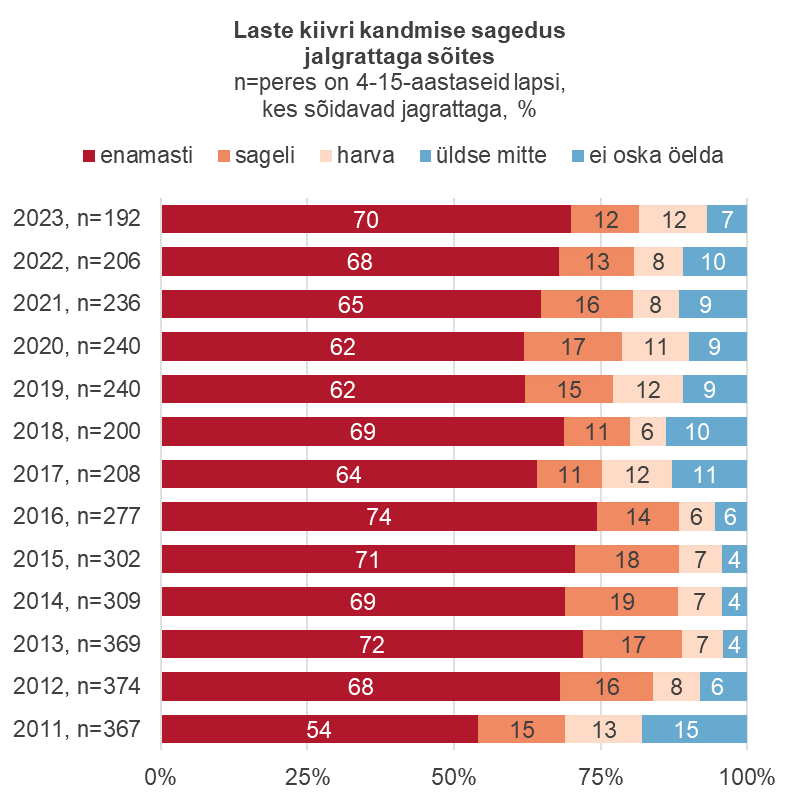 Laste kiivri kandmise sagedus
jalgrattaga sõites
n=peres on 4-15-aastaseid lapsi,
kes sõidavad jagrattaga, %
enamasti sageli harva üldse mitte ei oska öelda
2023, n=192 70 12 12 7
2022, n=206 68 13 8 10
2021, n=236 65 16 8 9
2020, n=240 62 17 11 9
2019, n=240 62 15 12 9
2018, n=200 69 11 6 10
2017, n=208 64 11 12 11
2016, n=277 74 14 6 6
2015, n=302 71 18 7 4
2014, n=309 69 19 7 4
2013, n=369 72 17 7 4
2012, n=374 68 16 8 6
2011, n=367 54 15 13 15
0% 25% 50% 75% 100%